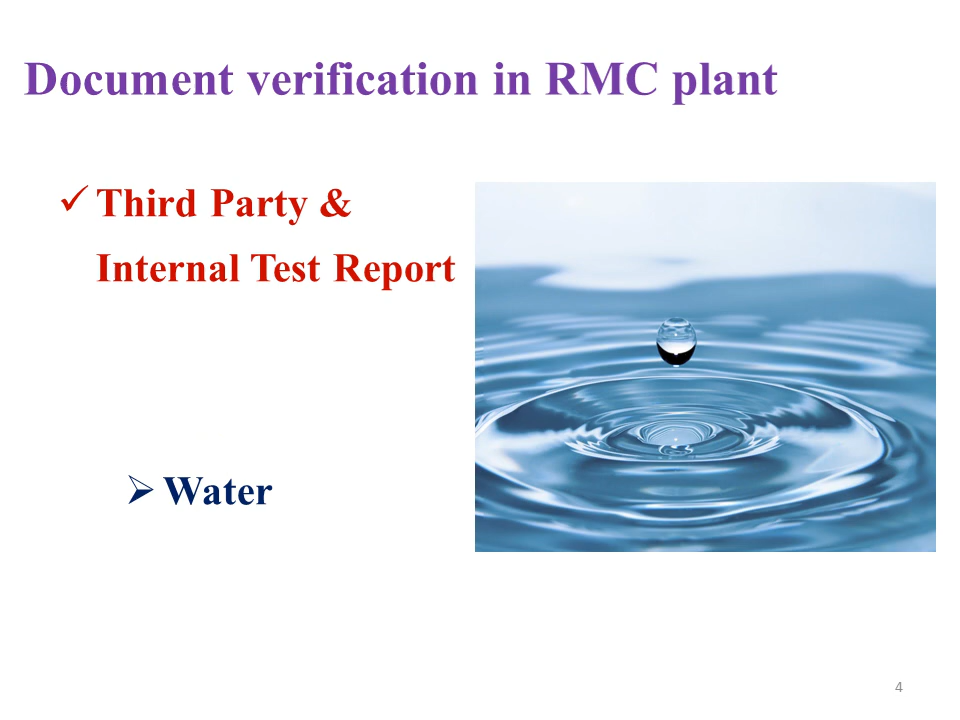 Document verification in RMC plant
✓ Third Party &
Internal Test Report
➢ Water
4